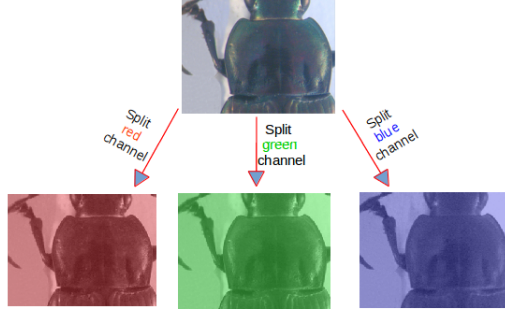 Split
red
channel
Split
green
channel
Split
blue
channel